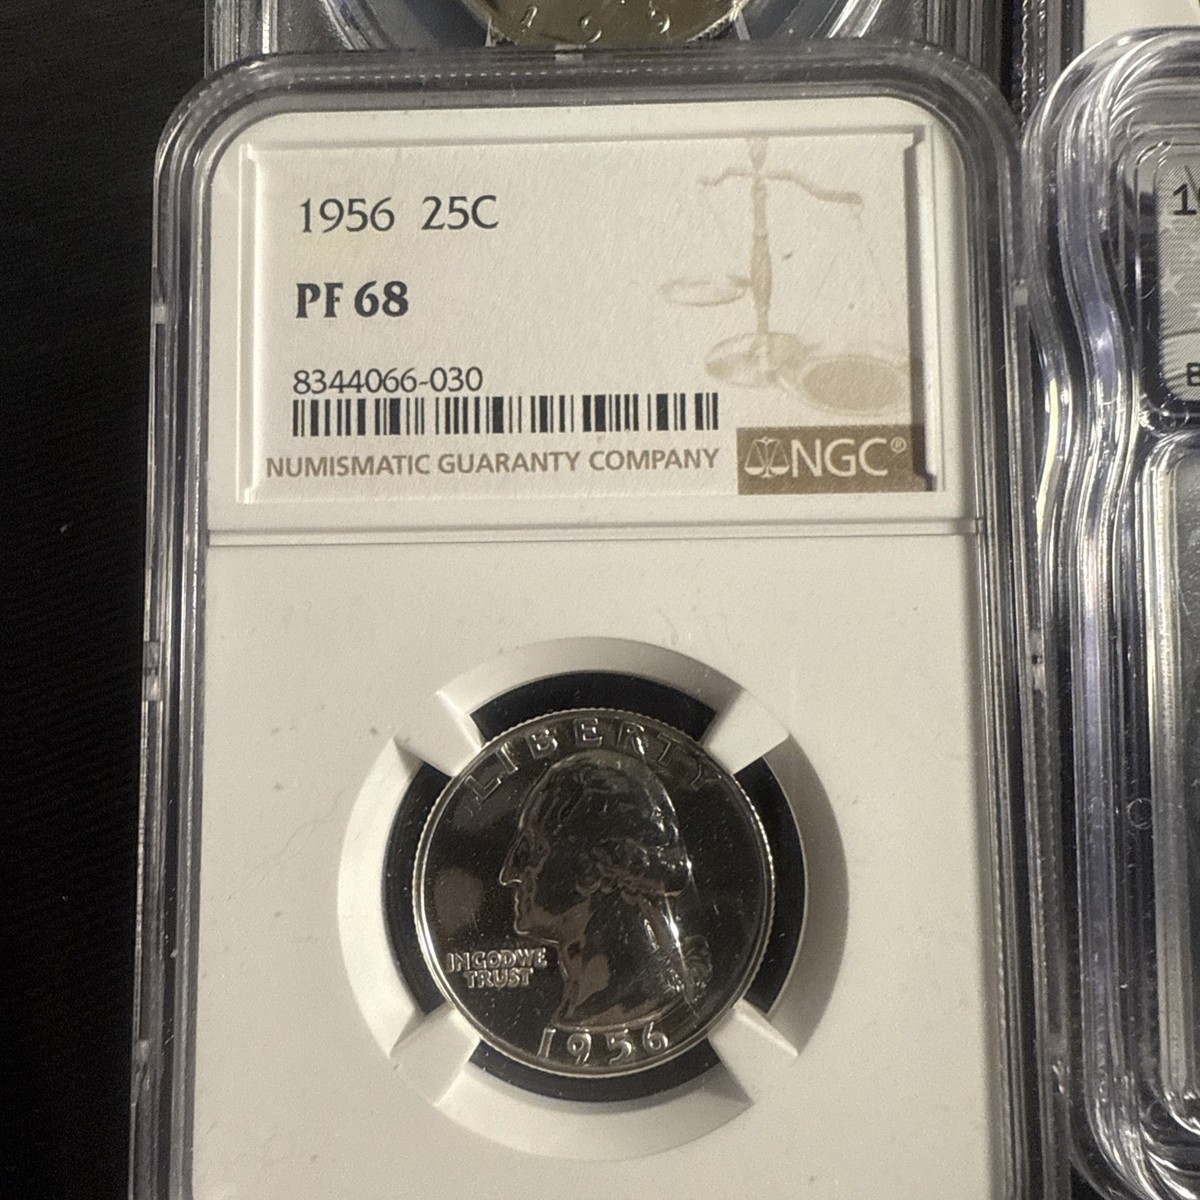 1956 25C
PF 68
8344066-030
NUMISMATIC GUARANTY COMPANY
NGC®
LIBERTY
IN GOD WE
TRUST
1956